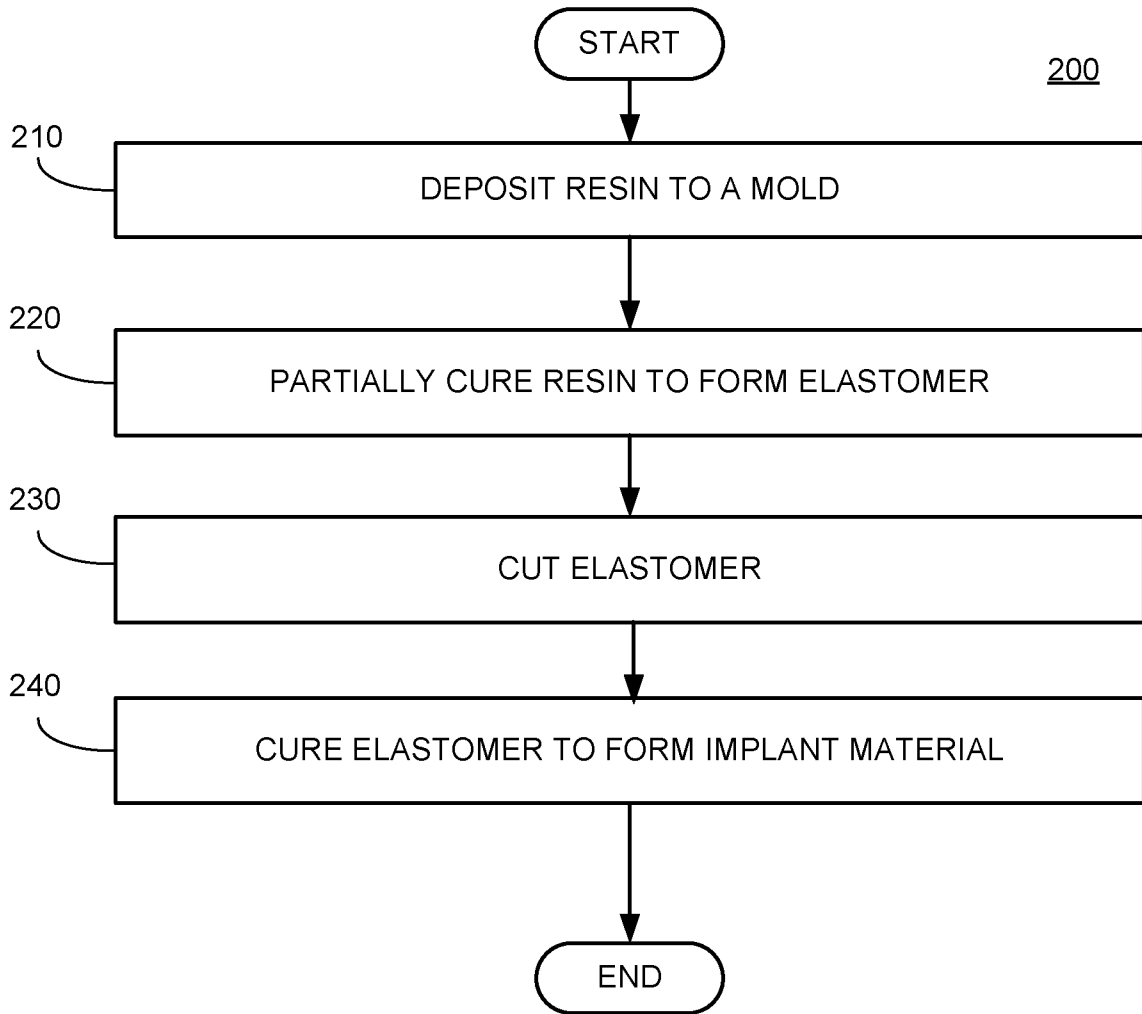 START
200
210
DEPOSIT RESIN TO A MOLD
220
PARTIALLY CURE RESIN TO FORM ELASTOMER
230
CUT ELASTOMER
240
CURE ELASTOMER TO FORM IMPLANT MATERIAL
END